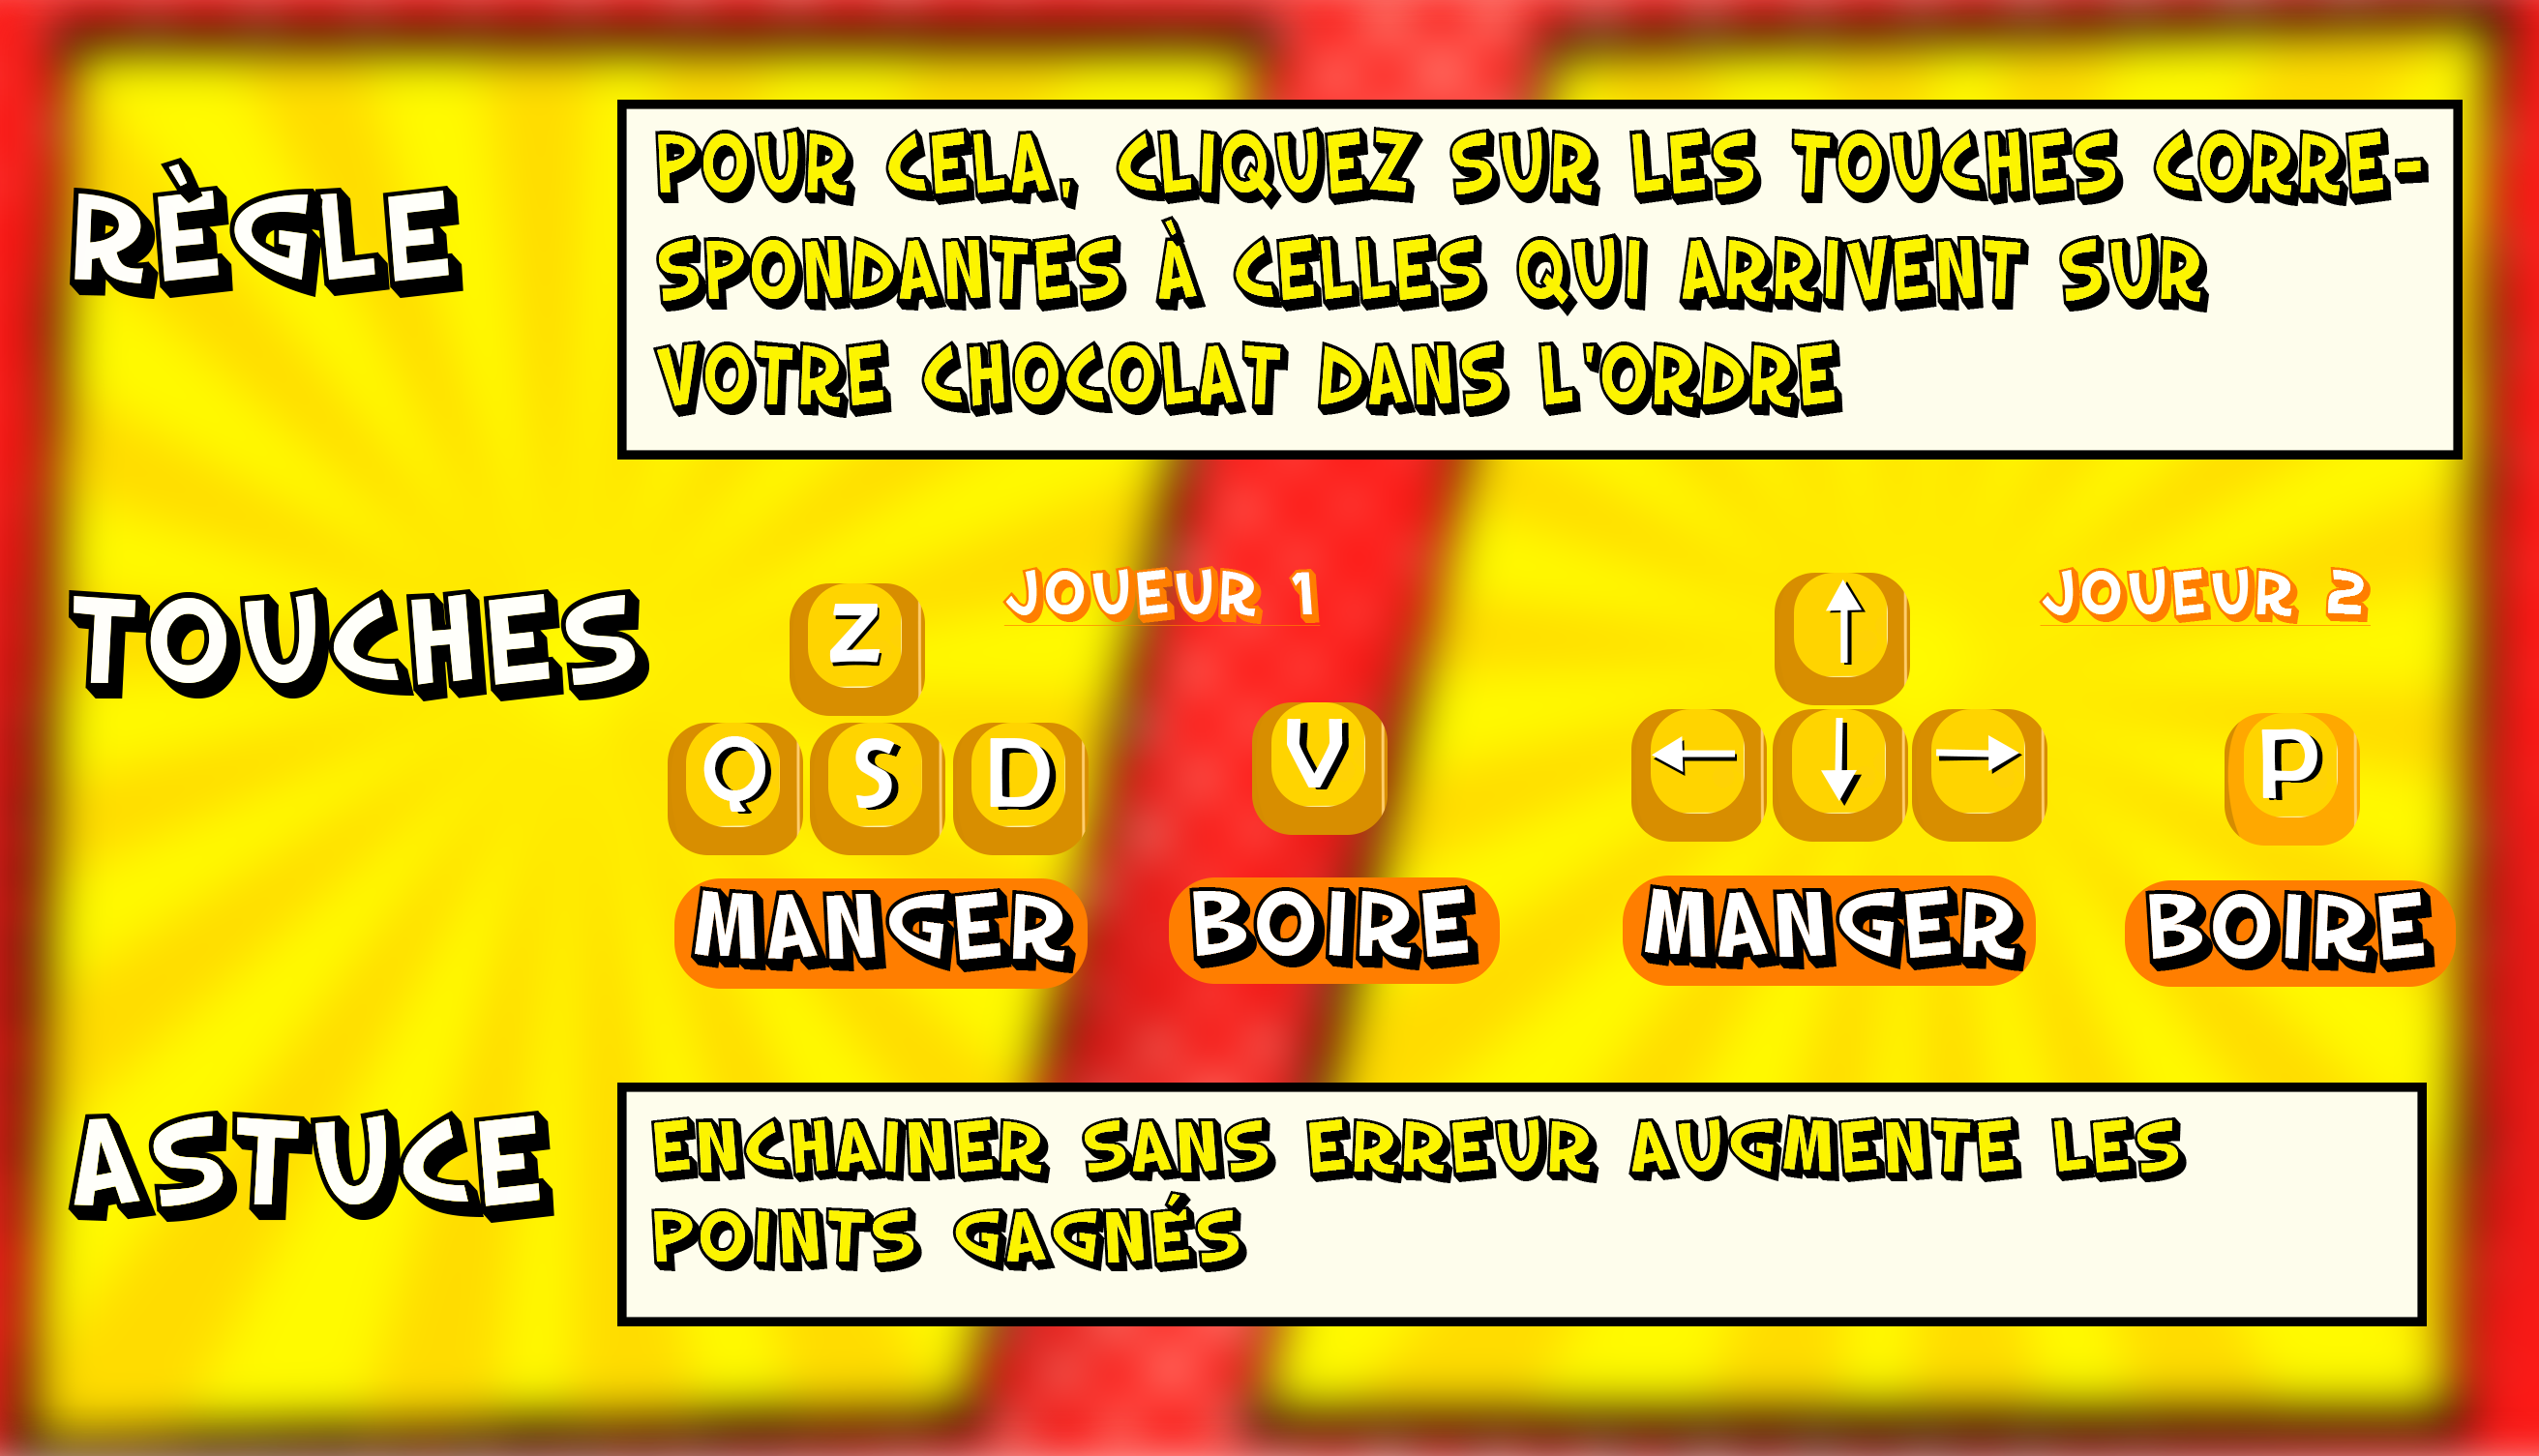 RÈGLE
POUR CELA, CLIQUEZ SUR LES TOUCHES CORRE-
SPONDANTES À CELLES QUI ARRIVENT SUR
VOTRE CHOCOLAT DANS L'ORDRE
TOUCHES
JOUEUR 1
Z
Q S D
V
MANGER
BOIRE
JOUEUR 2
↑
← ↓ →
P
MANGER
BOIRE
ASTUCE
ENCHAINER SANS ERREUR AUGMENTE LES
POINTS GAGNÉS